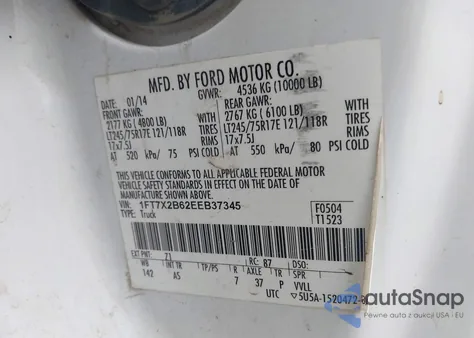 MFD. BY FORD MOTOR CO.
01/14 GVWR: 4536 KG (10000 LB)
FRONT GAWR: REAR GAWR:
2177 KG (4800 LB) WITH 2767 KG (6100 LB) WITH
LT245/75R17E 121/118R TIRES LT245/75R17E 121/118R TIRES
17x7.5J RIMS 17x7.5J RIMS
AT 520 kPa/ 75 PSI COLD AT 550 kPa/ 80 PSI COLD
THIS VEHICLE CONFORMS TO ALL APPLICABLE FEDERAL MOTOR
VEHICLE SAFETY STANDARDS IN EFFECT ON THE DATE OF
MANUFACTURE SHOWN ABOVE.
VIN: 1FT7X2B62EEB37345 F0504
TYPE: Truck T1523
EXT PNT: Z1 RC: 87 DSO:
WB INT TR TP/PS R AXLE TR SPR
142 AS 7 37 P VVLL
UTC 5U5A-1520472-
autoSnap
Pewne auta z aukcji USA - EU